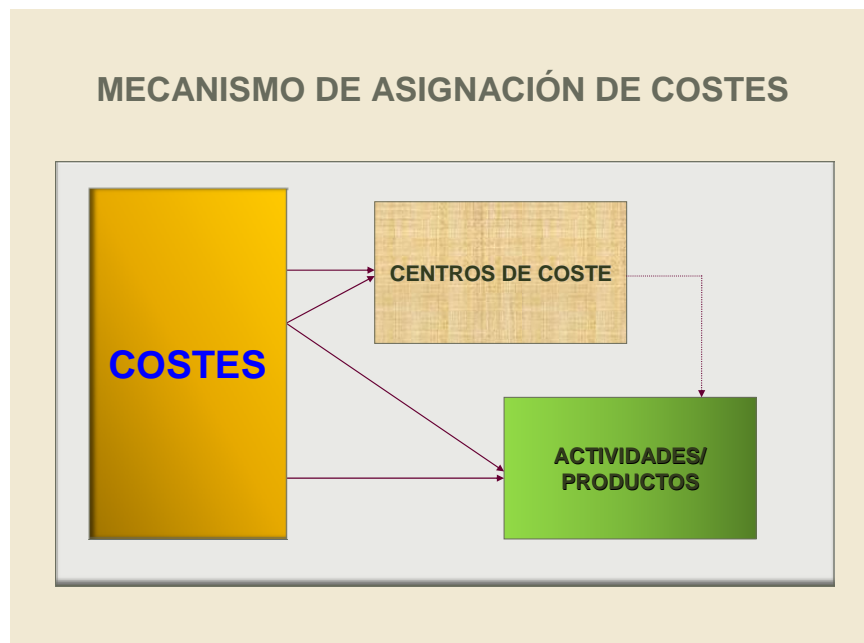 MECANISMO DE ASIGNACIÓN DE COSTES
CENTROS DE COSTE
COSTES
ACTIVIDADES/
PRODUCTOS